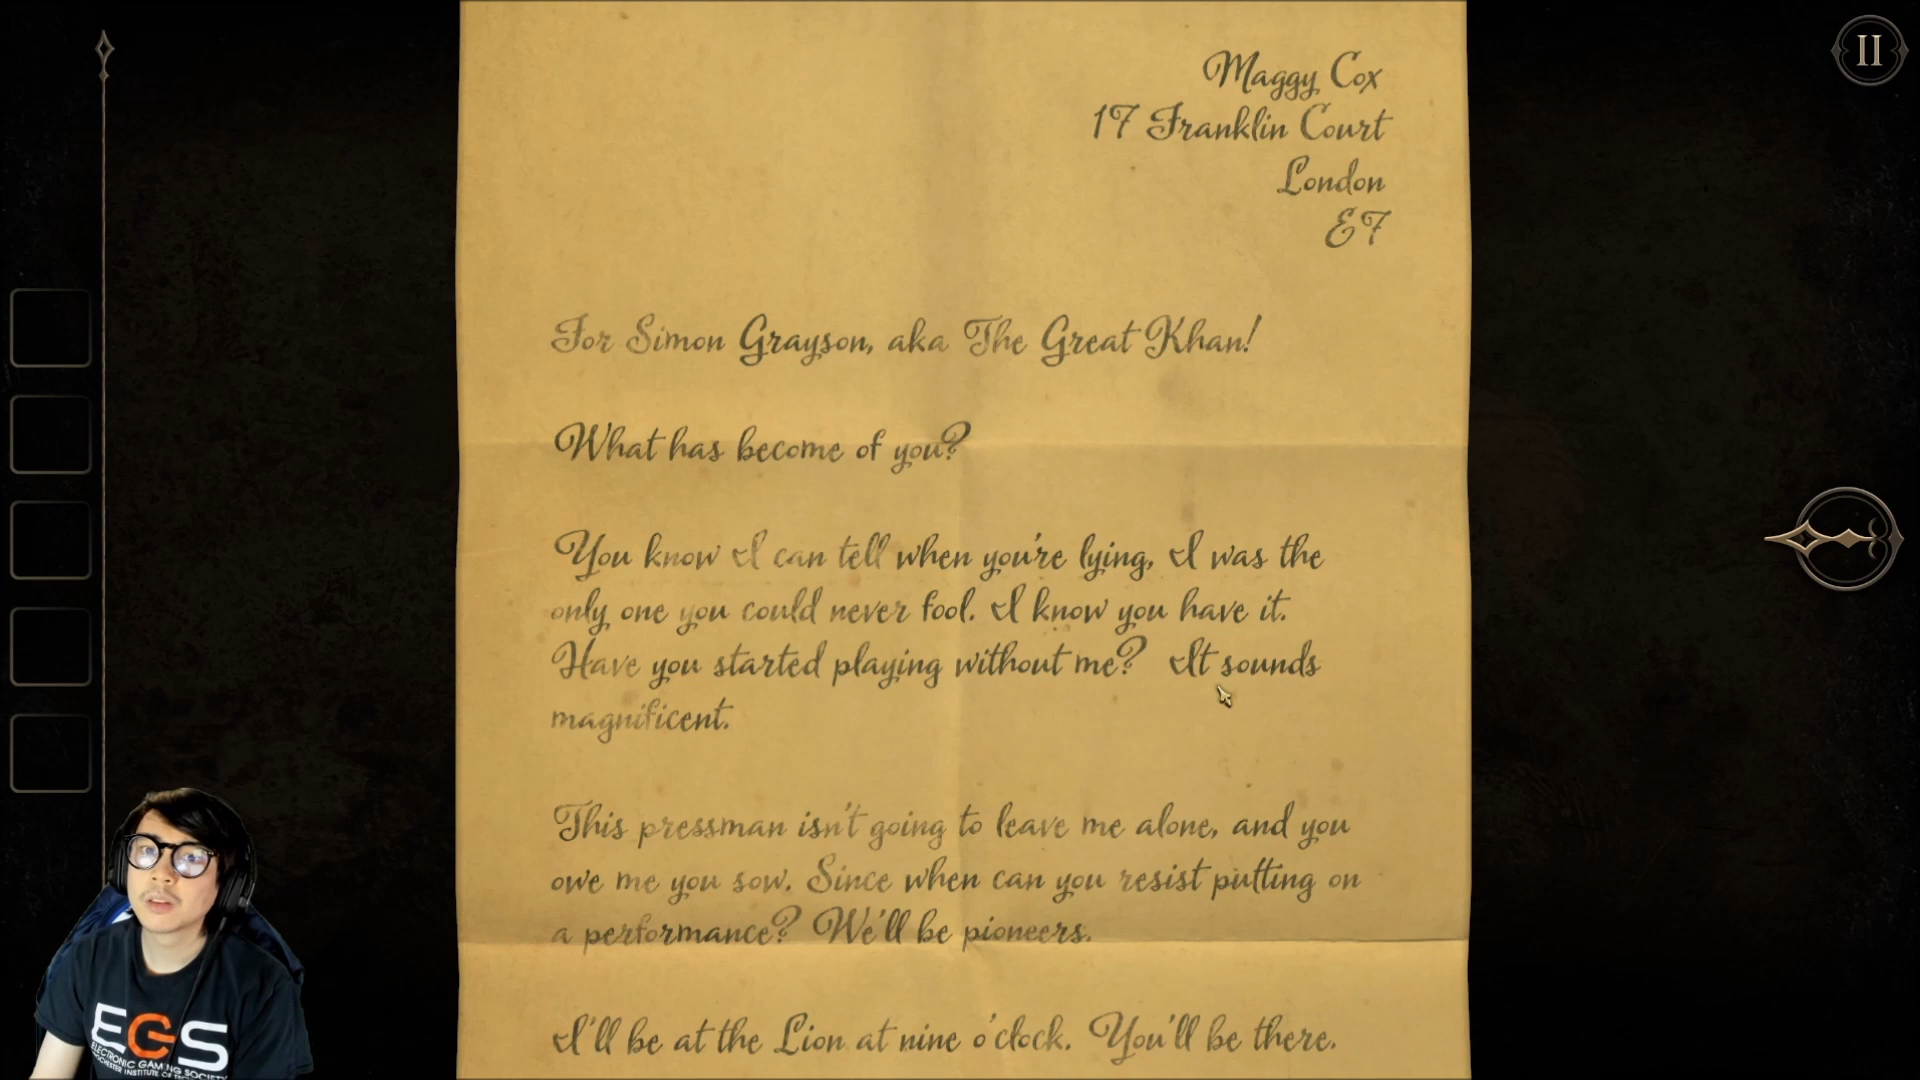 Maggy Cox
17 Franklin Court
London
E7
For Simon Grayson, aka The Great Khan!
What has become of you?
You know I can tell when you're lying, I was the
only one you could never fool. I know you have it.
Have you started playing without me? It sounds
magnificent.
This pressman isn't going to leave me alone, and you
owe me you sow. Since when can you resist putting on
a performance? We'll be pioneers.
I'll be at the Lion at nine o'clock. You'll be there.
II
EGS
ELECTRONIC GAMING SOCIETY